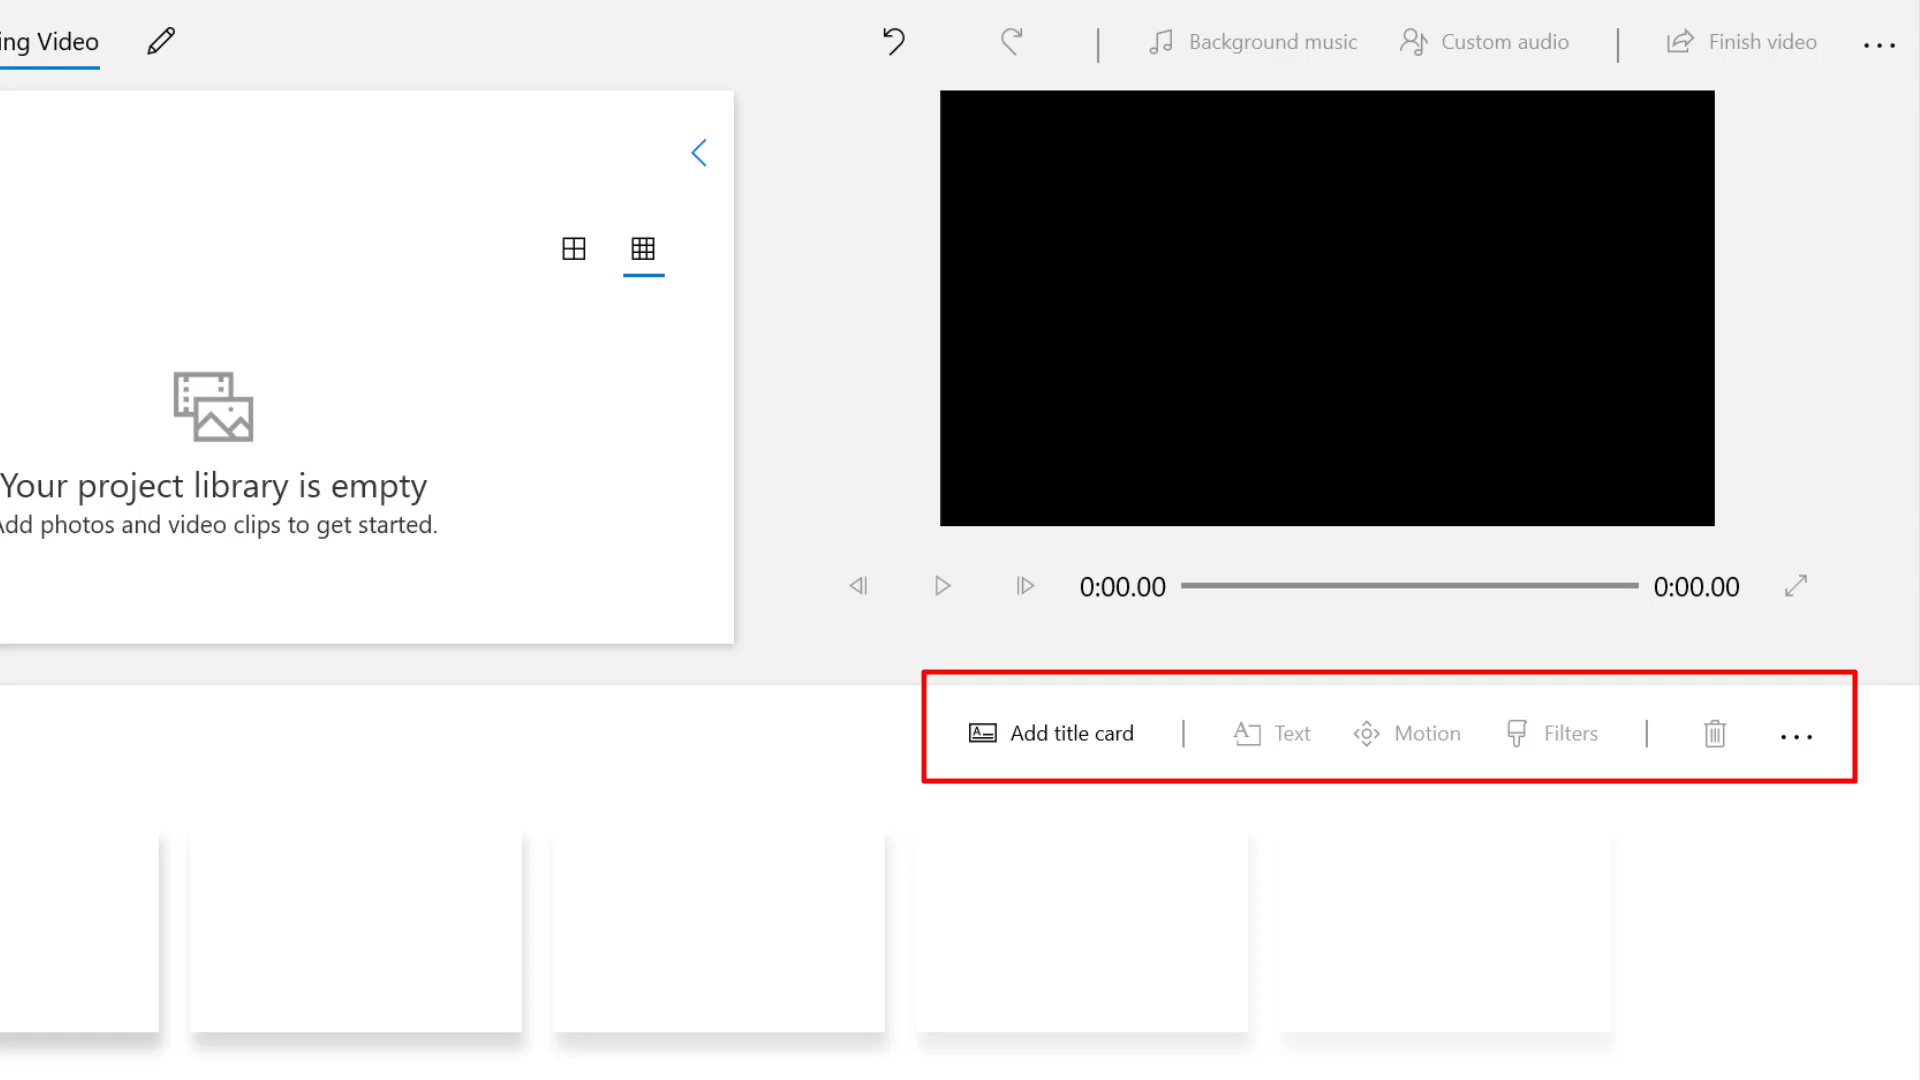 ing Video
Background music
Custom audio
Finish video
Your project library is empty
Add photos and video clips to get started.
0:00.00
0:00.00
Add title card
Text
Motion
Filters